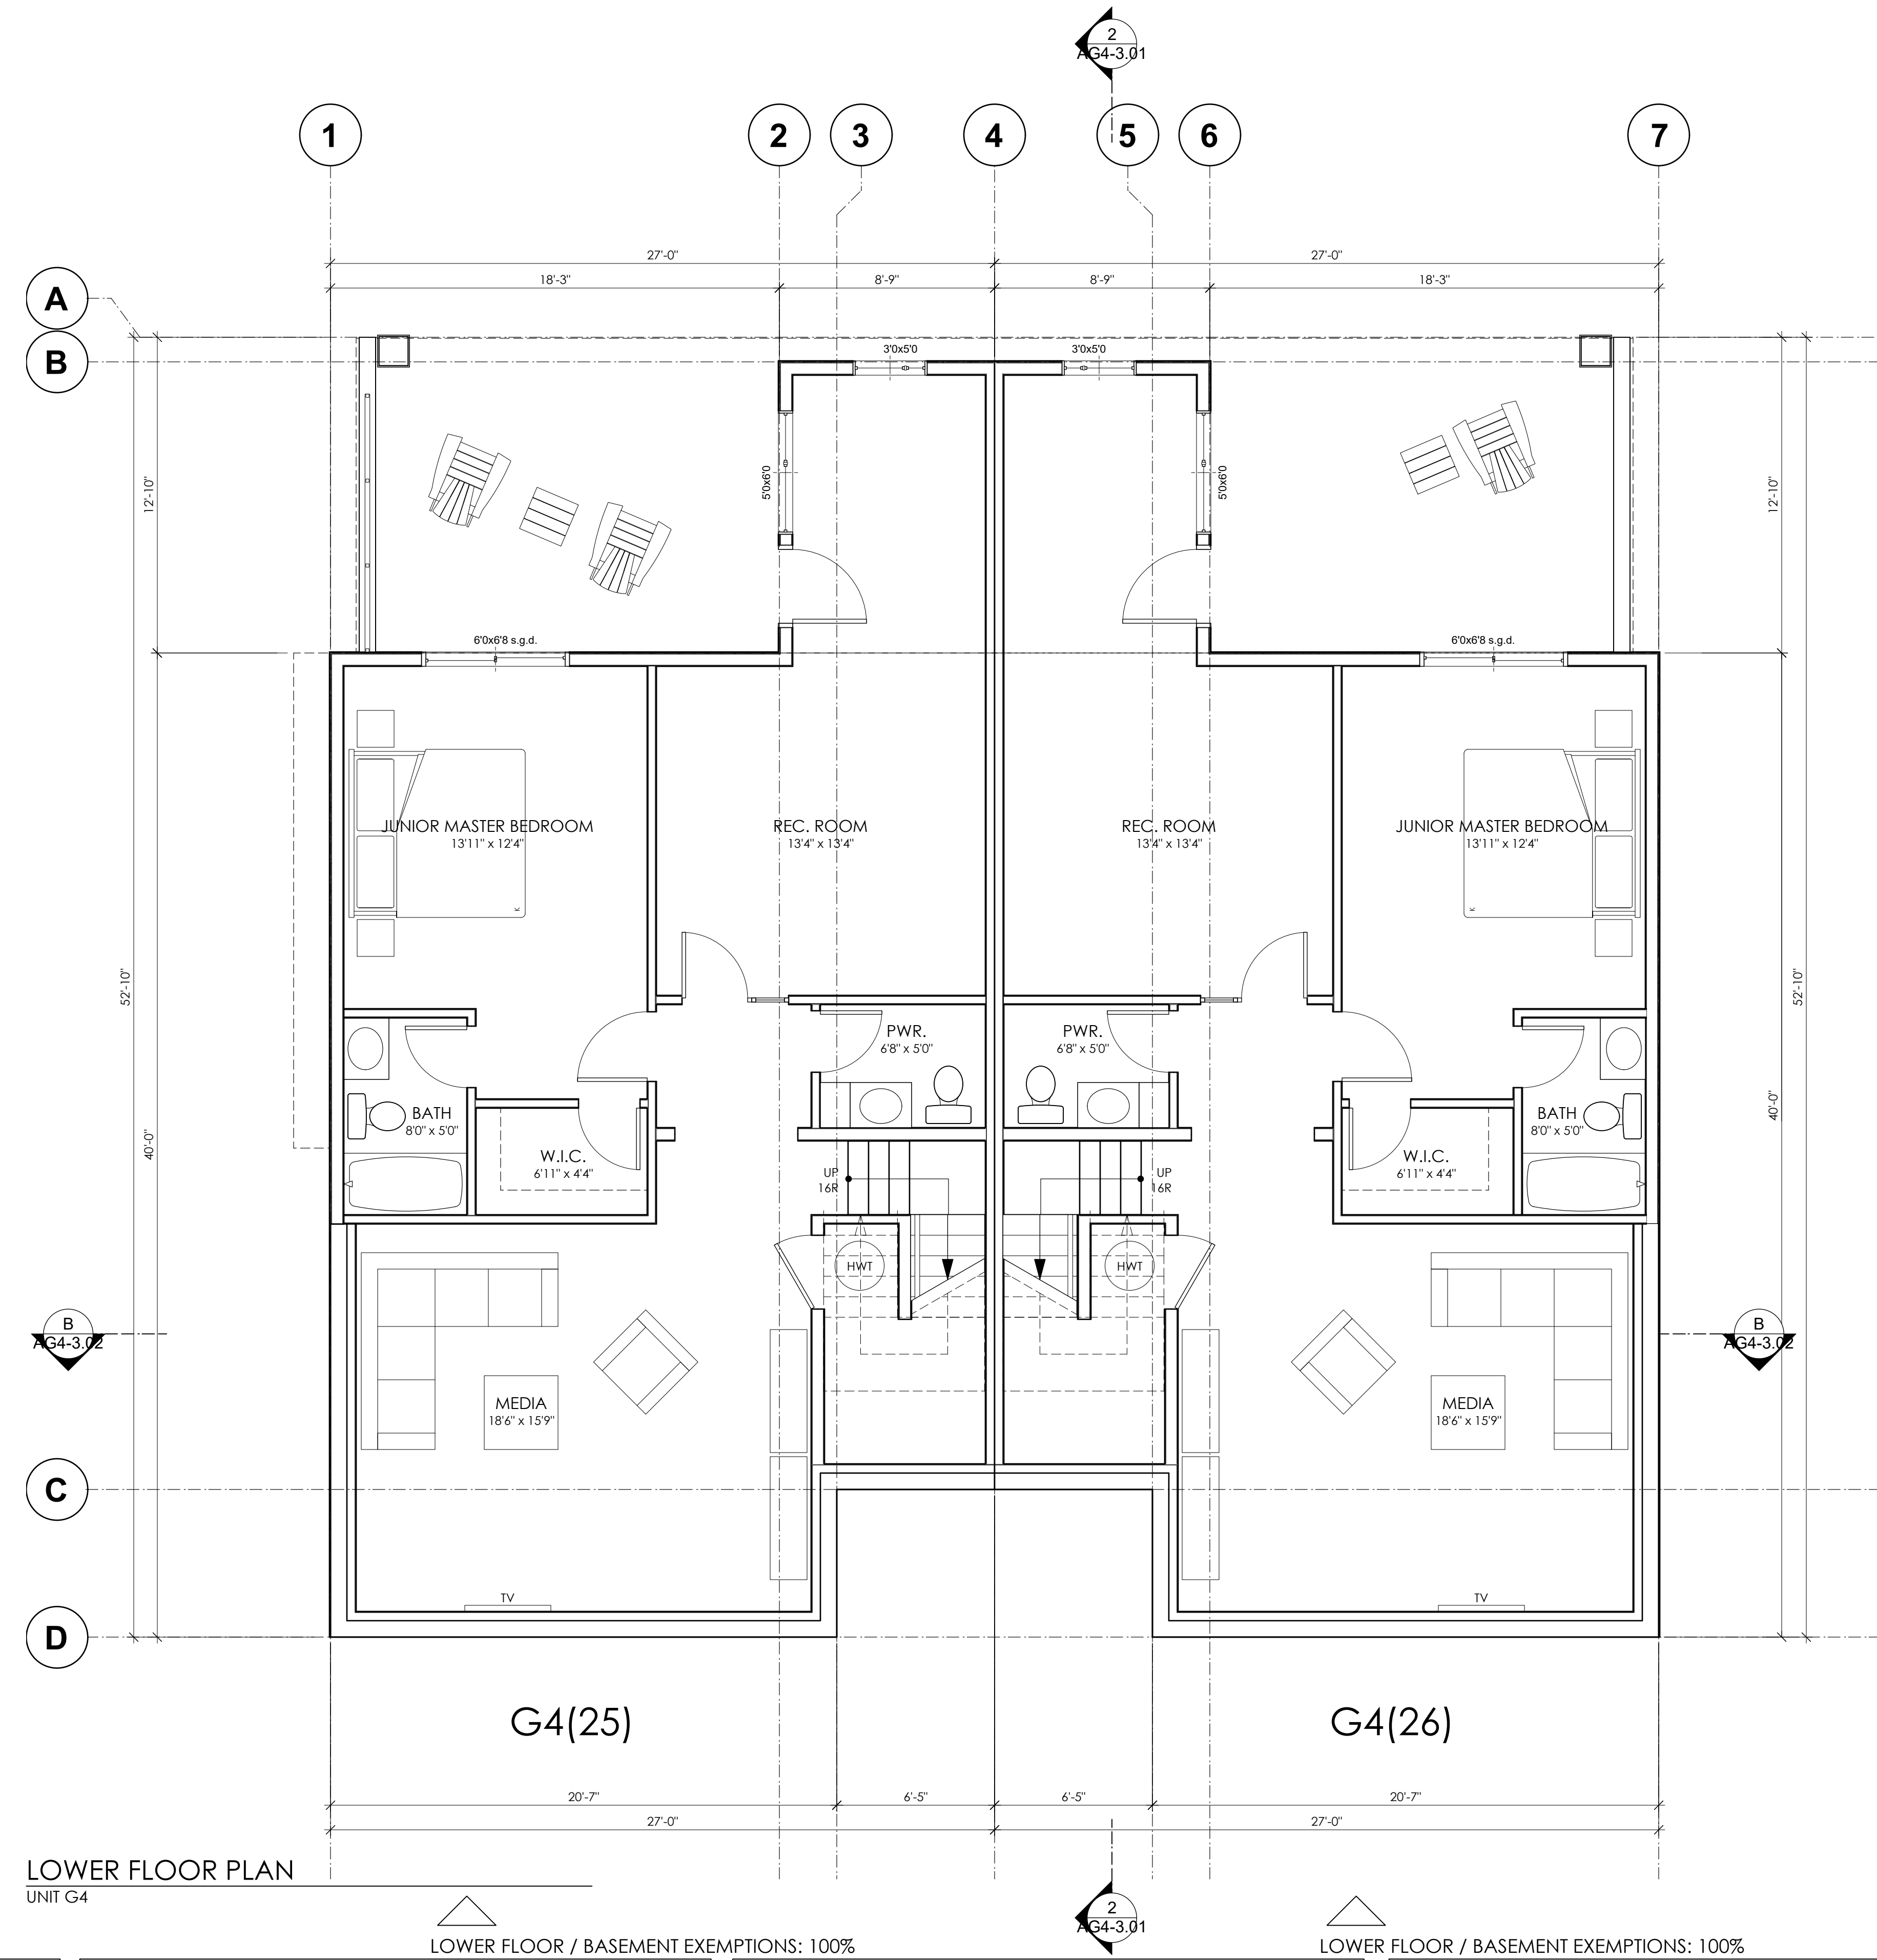 2
AG4-3.01
1 2 3 4 5 6 7
27'-0" 27'-0"
18'-3" 8'-9" 8'-9" 18'-3"
A
B
3'0x5'0 3'0x5'0
12'-10" 5'0x6'0 5'0x6'0 12'-10"
6'0x6'8 s.g.d. 6'0x6'8 s.g.d.
JUNIOR MASTER BEDROOM REC. ROOM REC. ROOM JUNIOR MASTER BEDROOM
13'11" x 12'4" 13'4" x 13'4" 13'4" x 13'4" 13'11" x 12'4"
K K
52'-10" 52'-10"
PWR. PWR.
6'8" x 5'0" 6'8" x 5'0"
BATH BATH
8'0" x 5'0" 8'0" x 5'0"
40'-0" 40'-0"
W.I.C. W.I.C.
6'11" x 4'4" 6'11" x 4'4"
UP UP
16R 16R
HWT HWT
B B
AG4-3.02 AG4-3.02
MEDIA MEDIA
18'6" x 15'9" 18'6" x 15'9"
C
TV TV
D
G4(25) G4(26)
20'-7" 6'-5" 6'-5" 20'-7"
27'-0" 27'-0"
LOWER FLOOR PLAN
UNIT G4
2
AG4-3.01
LOWER FLOOR / BASEMENT EXEMPTIONS: 100% LOWER FLOOR / BASEMENT EXEMPTIONS: 100%